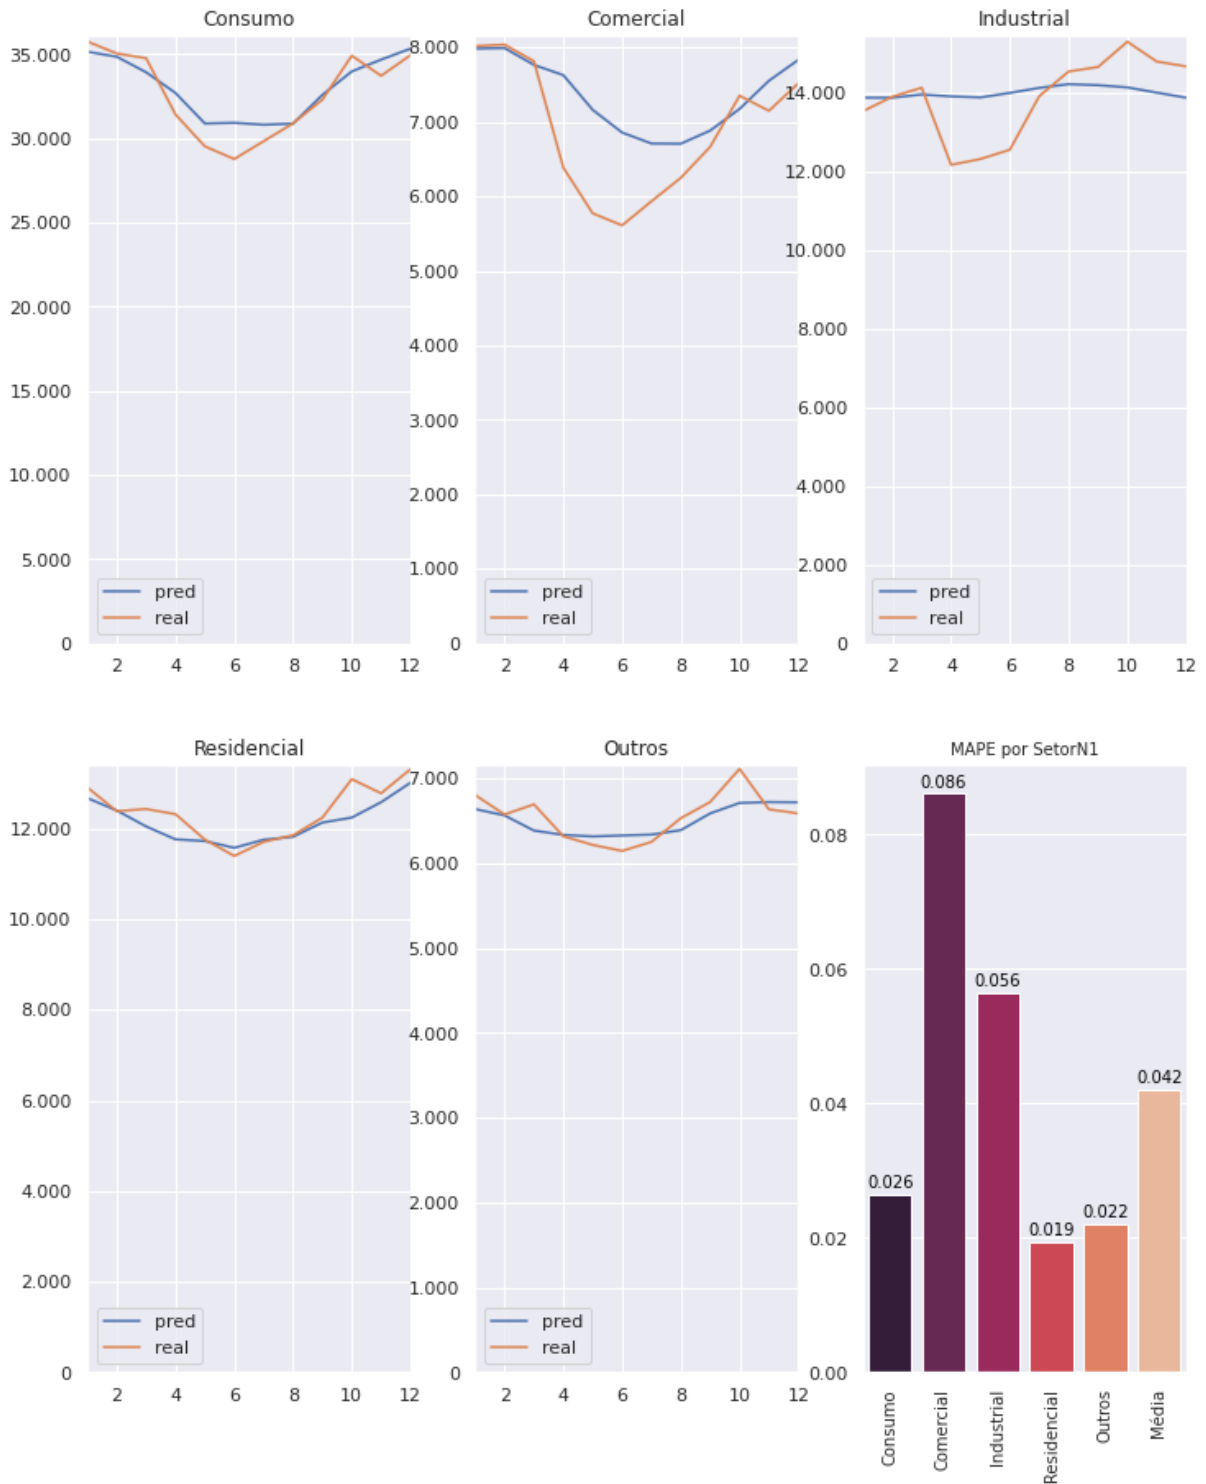 Consumo
35.000
30.000
25.000
20.000
15.000
10.000
5.000
0
pred
real
2 4 6 8 10 12
Comercial
8.000
7.000
6.000
5.000
4.000
3.000
2.000
1.000
0
pred
real
2 4 6 8 10 12
Industrial
14.000
12.000
10.000
8.000
6.000
4.000
2.000
0
pred
real
2 4 6 8 10 12
Residencial
12.000
10.000
8.000
6.000
4.000
2.000
0
pred
real
2 4 6 8 10 12
Outros
7.000
6.000
5.000
4.000
3.000
2.000
1.000
0
pred
real
2 4 6 8 10 12
MAPE por SetorN1
0.08
0.06
0.04
0.02
0.00
0.026
0.086
0.056
0.019
0.022
0.042
Consumo
Comercial
Industrial
Residencial
Outros
Média